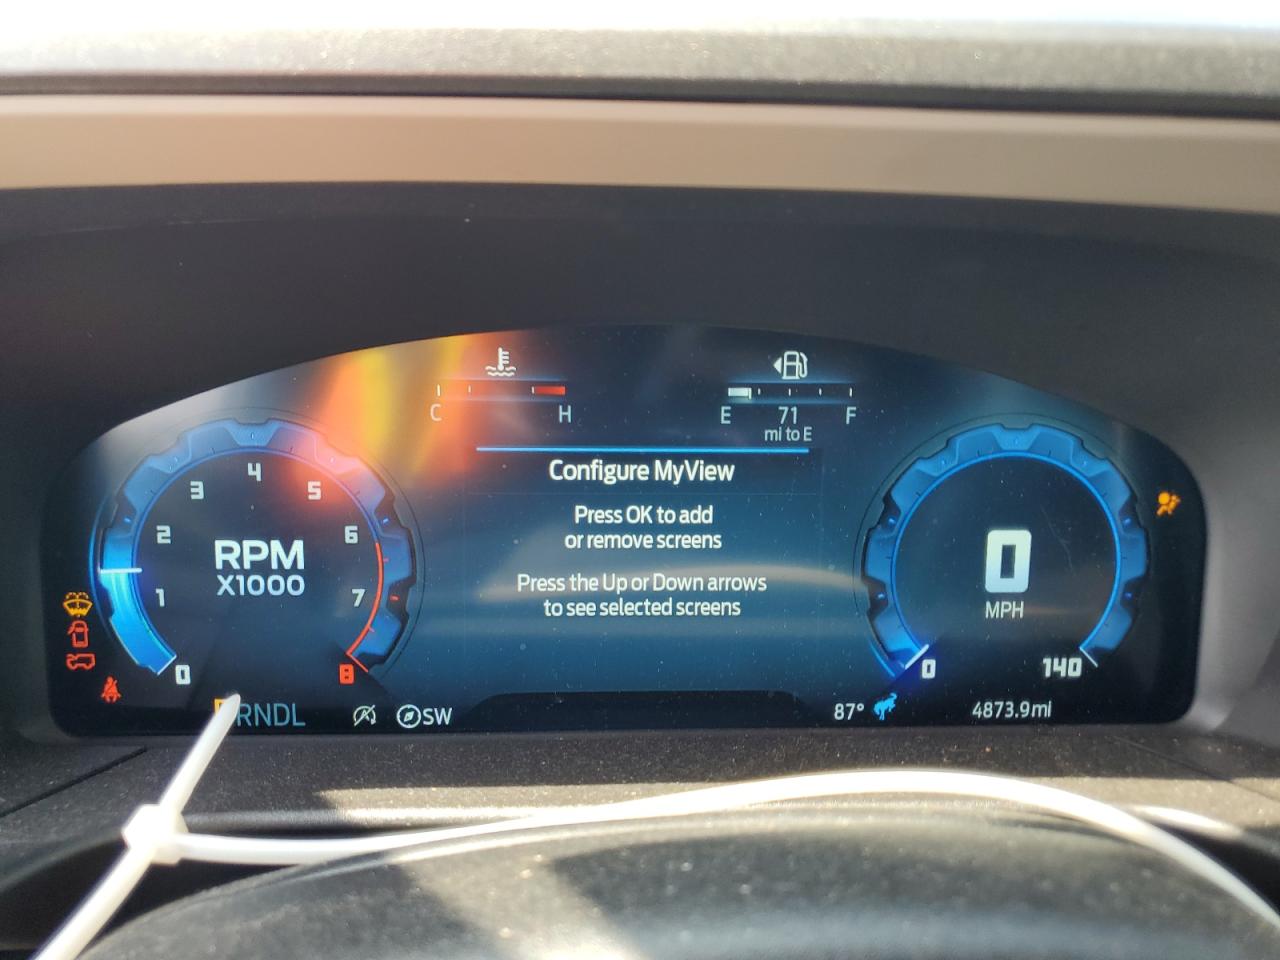 C H
E 71 F
mi to E
Configure MyView
Press OK to add
or remove screens
Press the Up or Down arrows
to see selected screens
0 1 2 3 4 5 6 7 8
RPM
X1000
0
MPH
0 140
RNDL
SW
87°
4873.9mi